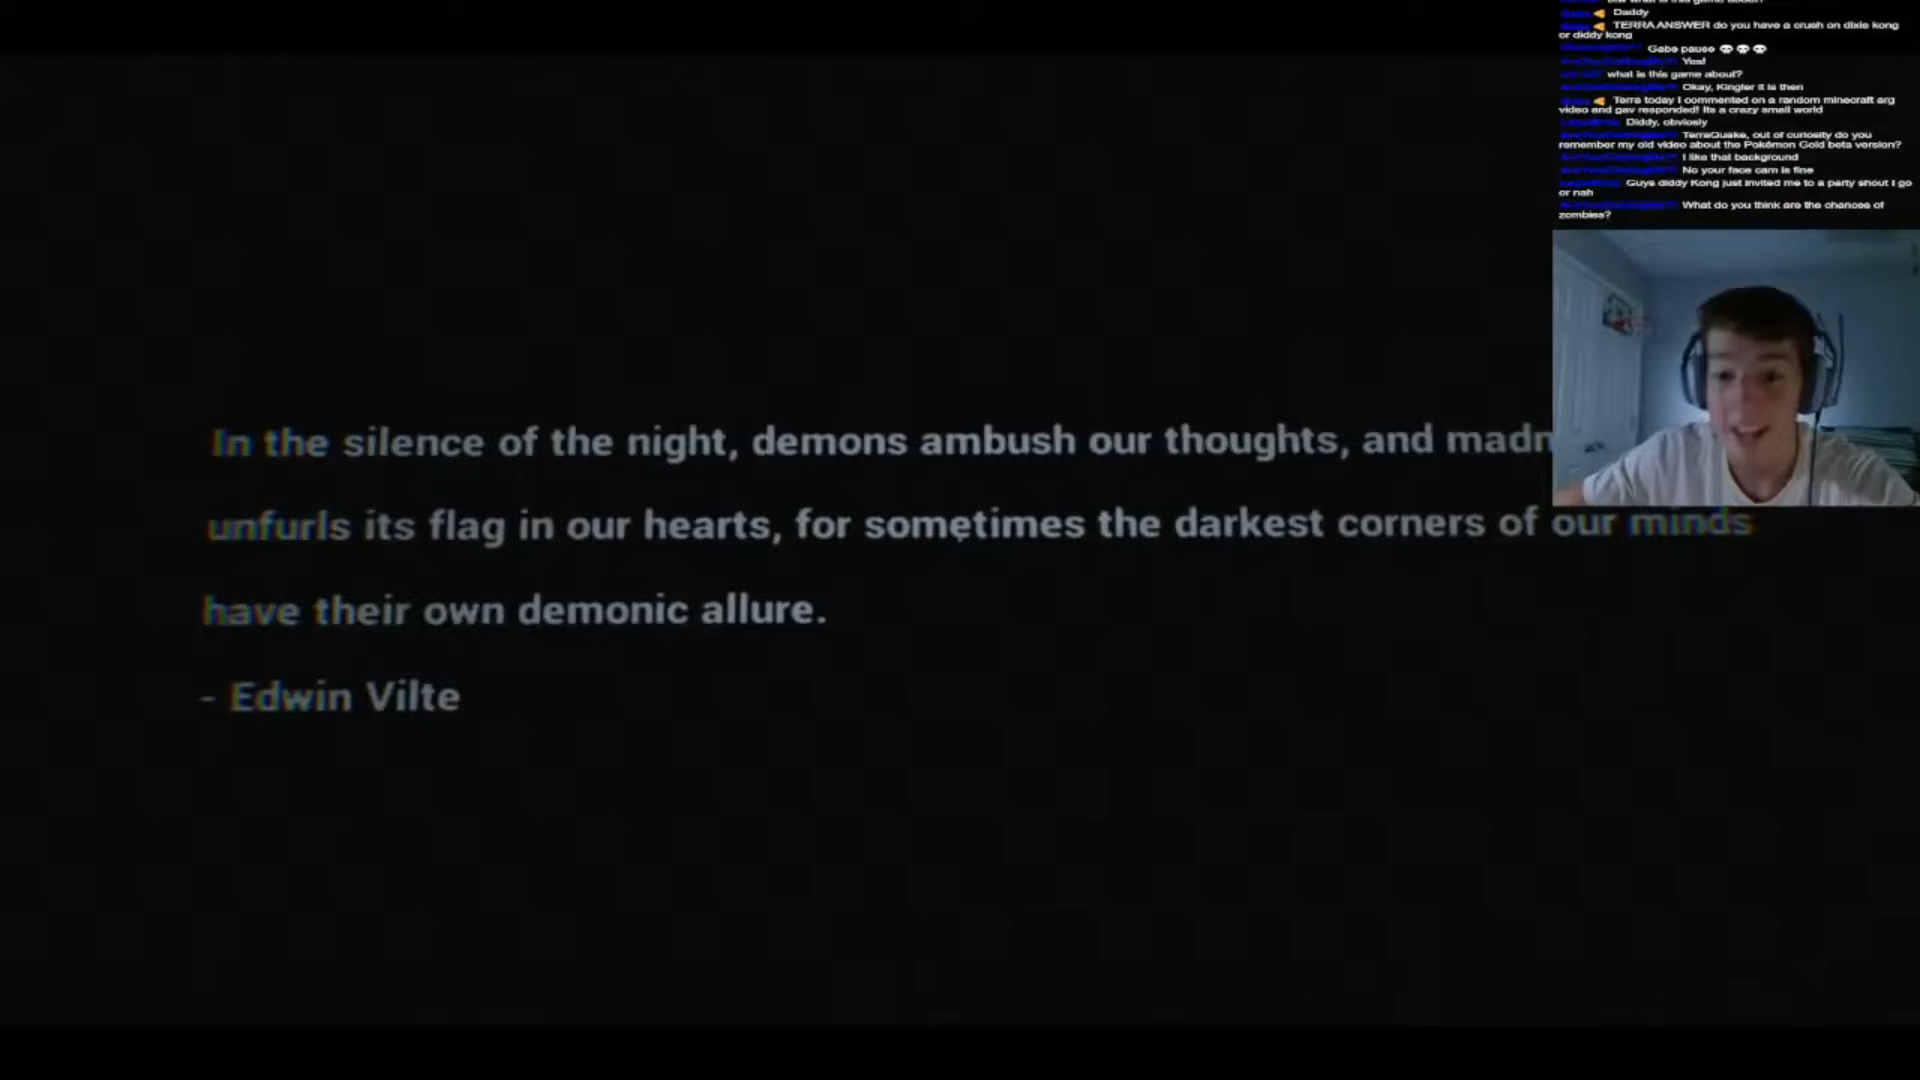 Daddy
TERRA ANSWER do you have a crush on dixie kong
or diddy kong
Gabe pause 💀💀💀
Yes!
what is this game about?
Okay, Kingler it is then
Terra today I commented on a random minecraft arg
video and gav responded! Its a crazy small world
Diddy, obviously
TerraQuake, out of curiosity do you
remember my old video about the Pokémon Gold beta version?
I like that background
No your face cam is fine
Guys diddy Kong just invited me to a party shout I go
or nah
What do you think are the chances of
zombies?
In the silence of the night, demons ambush our thoughts, and madn
unfurls its flag in our hearts, for sometimes the darkest corners of our minds
have their own demonic allure.
- Edwin Vilte